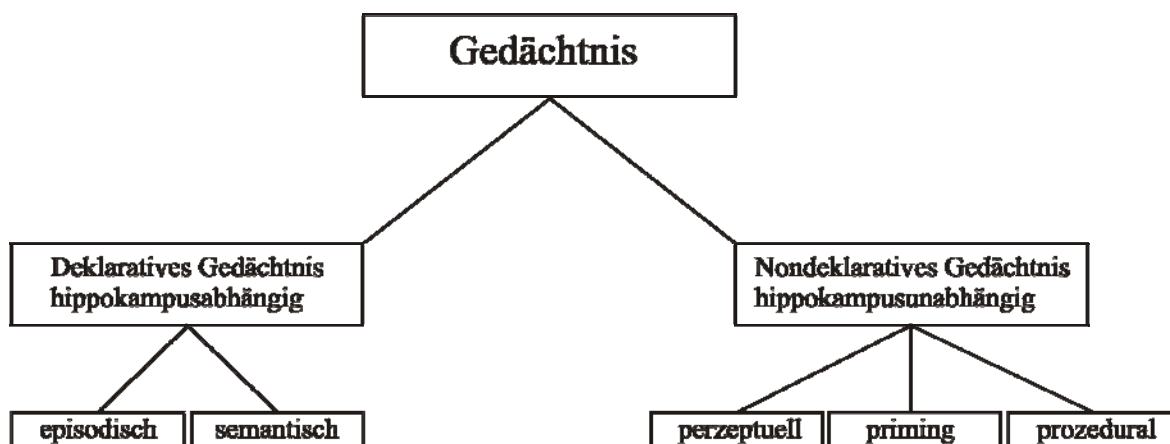 Gedächtnis
Deklaratives Gedächtnis
hippokampusabhängig
Nondeklaratives Gedächtnis
hippokampusunabhängig
episodisch
semantisch
perzeptuell
priming
prozedural